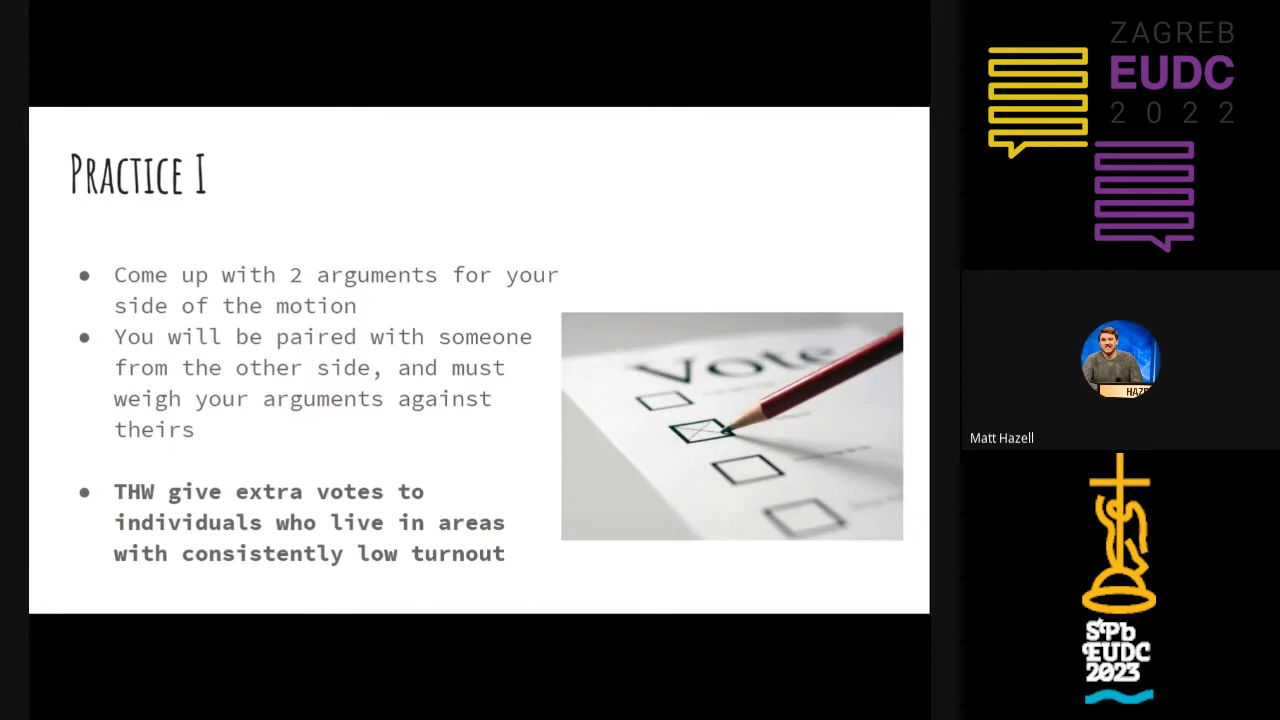 PRACTICE I
● Come up with 2 arguments for your
side of the motion
● You will be paired with someone
from the other side, and must
weigh your arguments against
theirs
● THW give extra votes to
individuals who live in areas
with consistently low turnout
Vote
ZAGREB
EUDC
2022
Matt Hazell
SPb
EUDC
2023